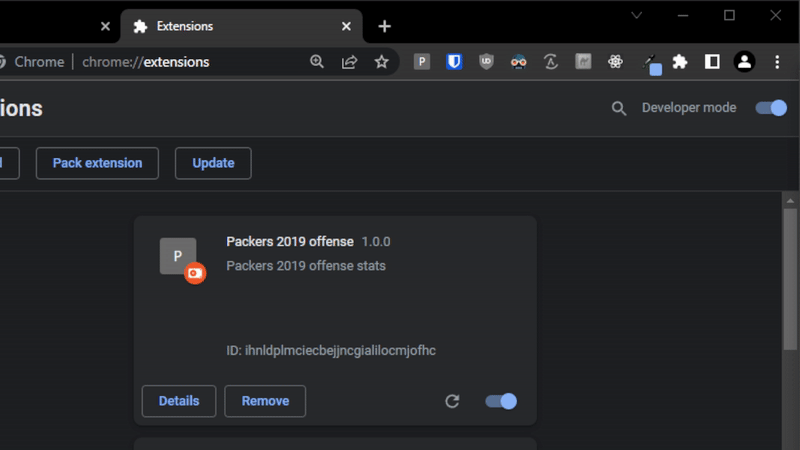 Extensions
Chrome chrome://extensions
P
UD
ions
Developer mode
Pack extension
Update
P
Packers 2019 offense 1.0.0
Packers 2019 offense stats
ID: ihnldplmciecbejjncgialilocmjofhc
Details
Remove